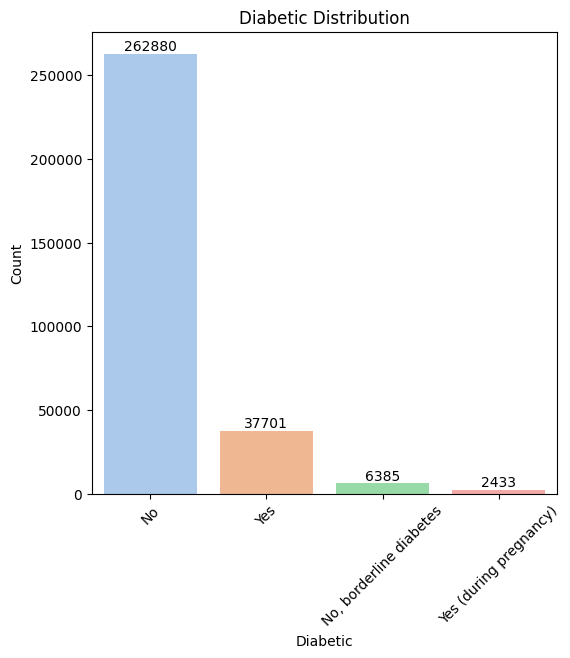 Diabetic Distribution
262880
250000
200000
150000
100000
50000
0
Count
37701
6385
2433
No
Yes
No, borderline diabetes
Yes (during pregnancy)
Diabetic